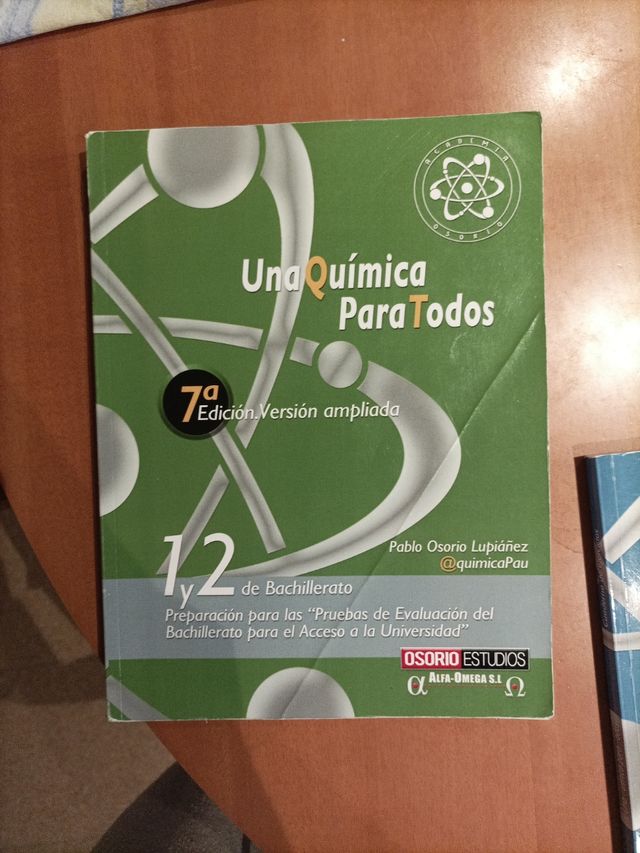 ACADEMIA
OSORIO
UnaQuímica
ParaTodos
7ª
Edición.Versión ampliada
1y2 de Bachillerato
Pablo Osorio Lupiáñez
@quimicaPau
Preparación para las “Pruebas de Evaluación del
Bachillerato para el Acceso a la Universidad”
OSORIO ESTUDIOS
α ALFA-OMEGA S.L Ω